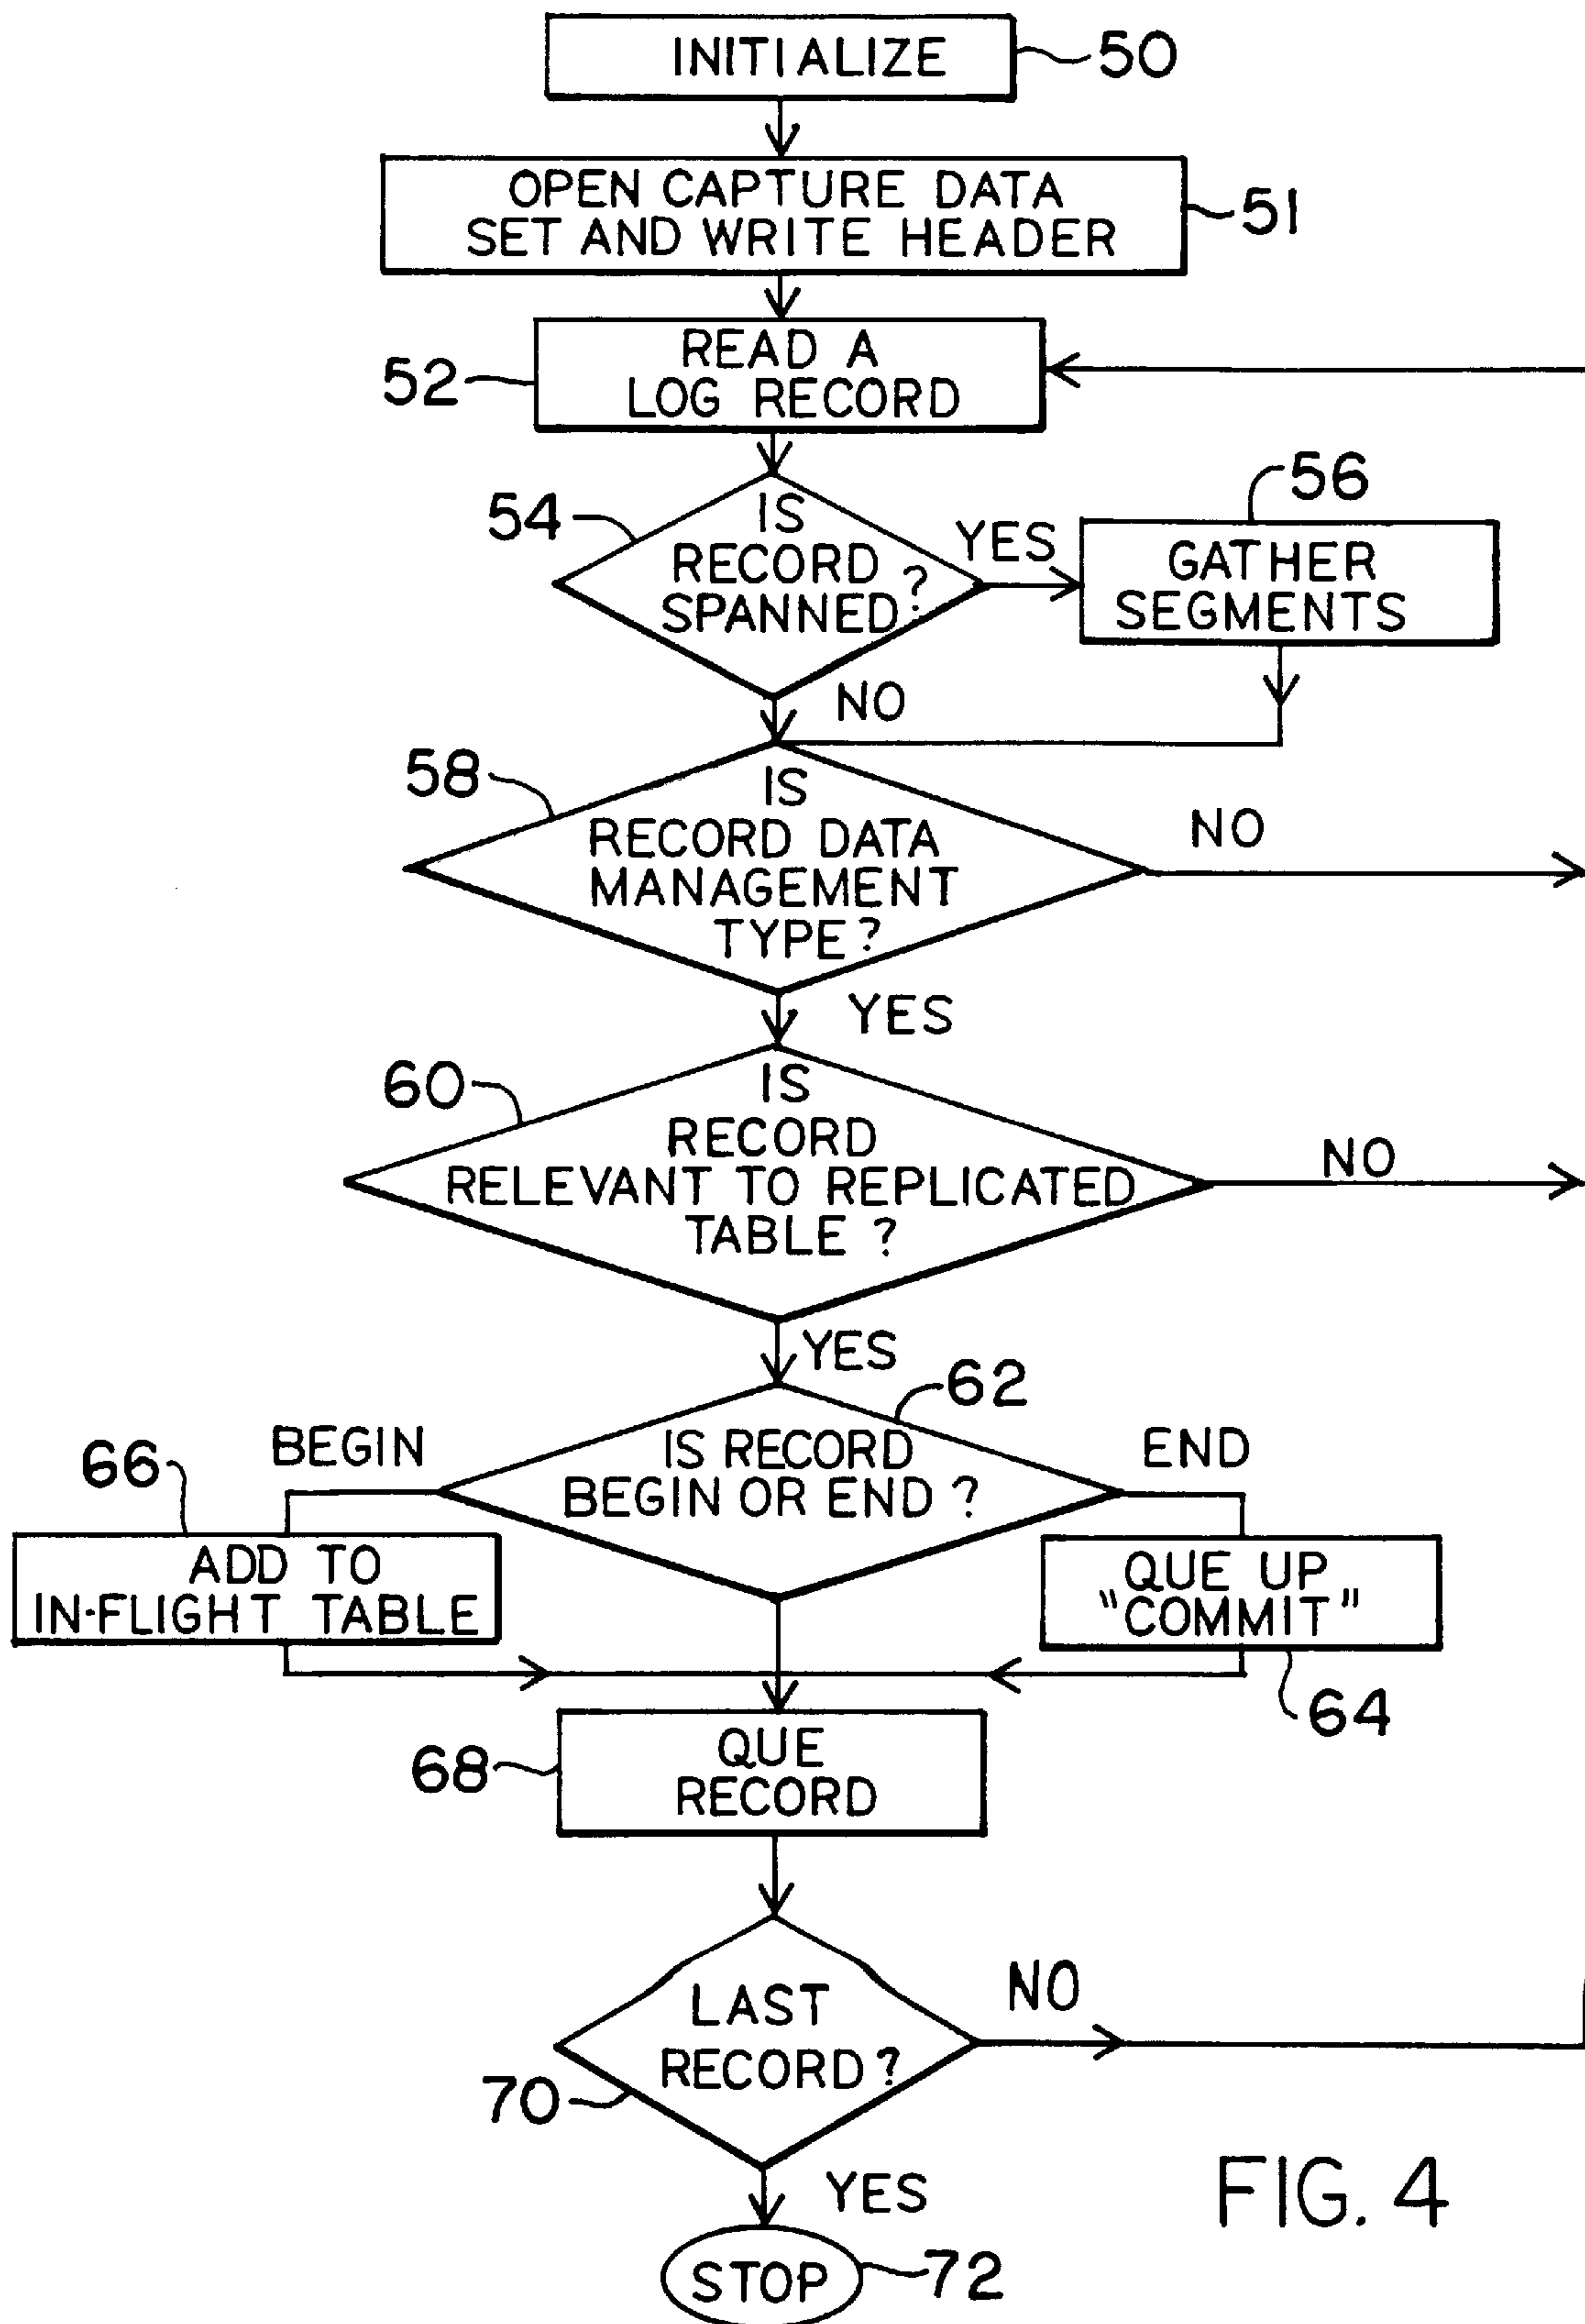 INITIALIZE
50
OPEN CAPTURE DATA
SET AND WRITE HEADER
51
READ A
LOG RECORD
52
54
IS
RECORD
SPANNED?
YES
56
GATHER
SEGMENTS
NO
58
IS
RECORD DATA
MANAGEMENT
TYPE?
NO
YES
60
IS
RECORD
RELEVANT TO REPLICATED
TABLE ?
NO
YES
62
IS RECORD
BEGIN OR END ?
BEGIN
END
66
ADD TO
IN-FLIGHT TABLE
QUE UP
"COMMIT"
64
68
QUE
RECORD
LAST
RECORD?
NO
70
YES
STOP
72
FIG. 4